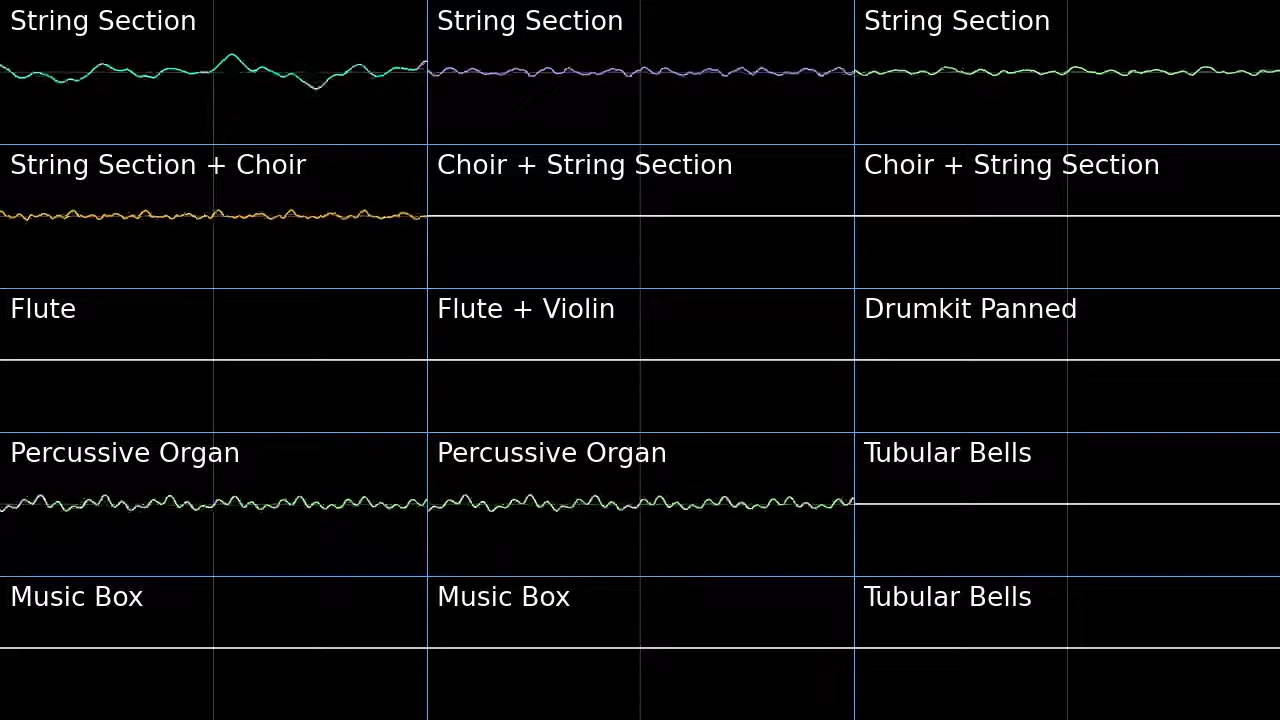 String Section
String Section
String Section
String Section + Choir
Choir + String Section
Choir + String Section
Flute
Flute + Violin
Drumkit Panned
Percussive Organ
Percussive Organ
Tubular Bells
Music Box
Music Box
Tubular Bells